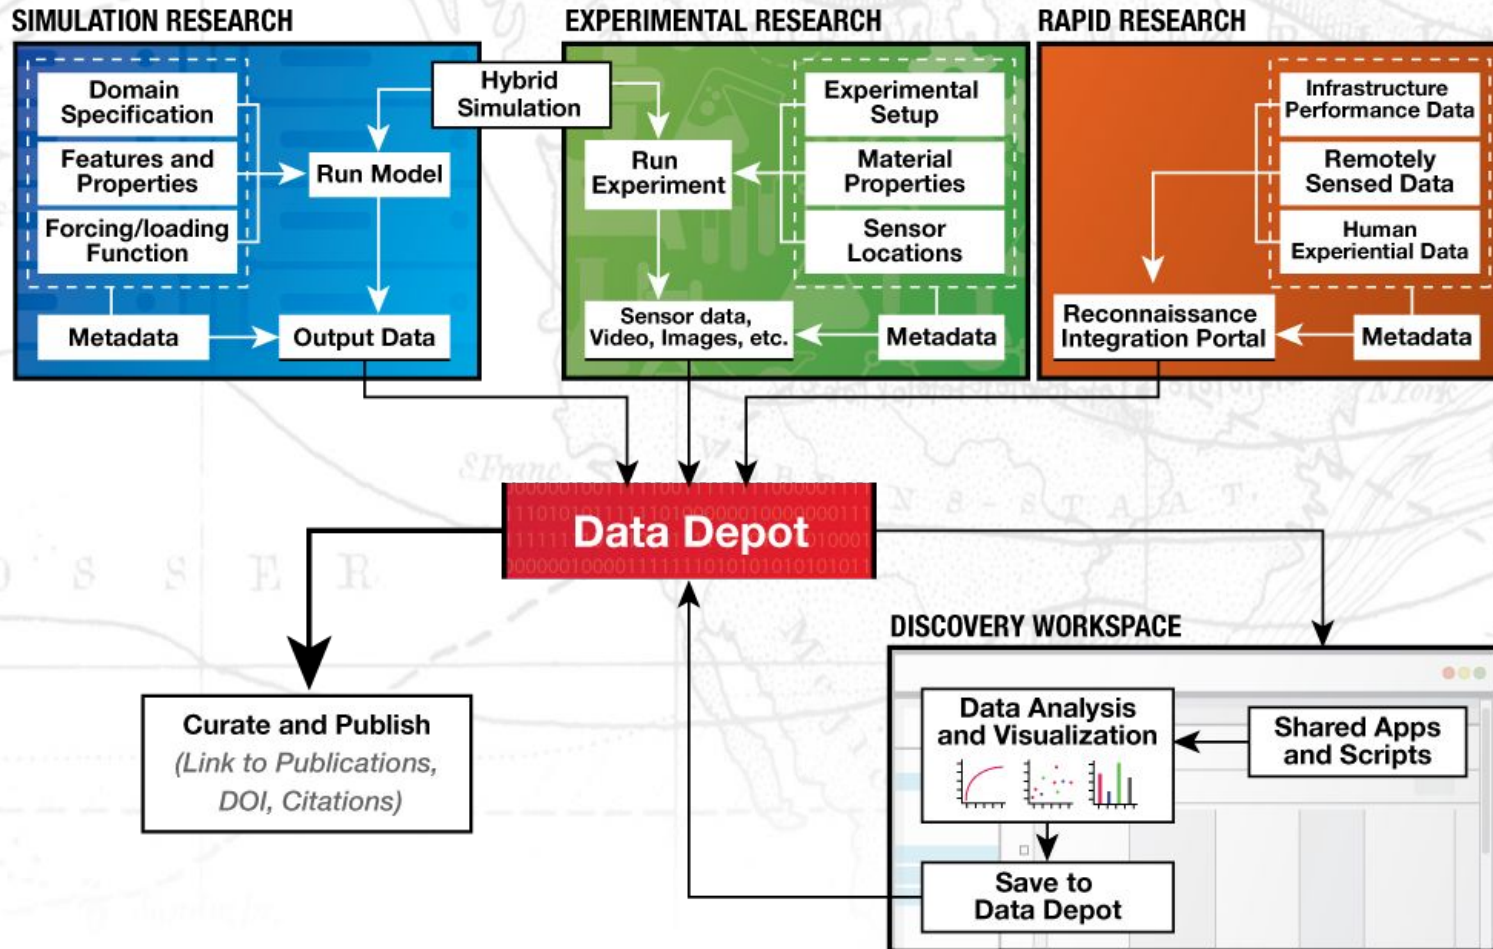 SIMULATION RESEARCH
Domain
Specification
Features and
Properties
Forcing/loading
Function
Metadata
Run Model
Output Data
Hybrid
Simulation
EXPERIMENTAL RESEARCH
Run
Experiment
Experimental
Setup
Material
Properties
Sensor
Locations
Sensor data,
Video, Images, etc.
Metadata
RAPID RESEARCH
Infrastructure
Performance Data
Remotely
Sensed Data
Human
Experiential Data
Reconnaissance
Integration Portal
Metadata
S. Franc.
N.York
N S - S T A A T.
O S S E R
Data Depot
Curate and Publish
(Link to Publications,
DOI, Citations)
DISCOVERY WORKSPACE
Data Analysis
and Visualization
Shared Apps
and Scripts
Save to
Data Depot